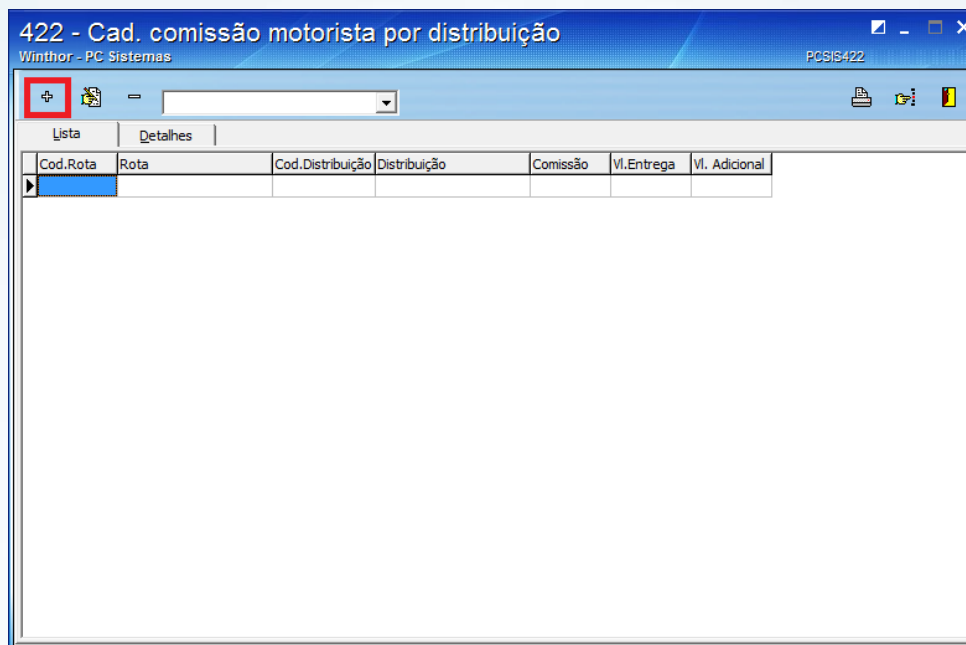 422 - Cad. comissão motorista por distribuição
Winthor - PC Sistemas
PCSIS422
Lista
Detalhes
Cod.Rota Rota Cod.Distribuição Distribuição Comissão Vl.Entrega Vl. Adicional